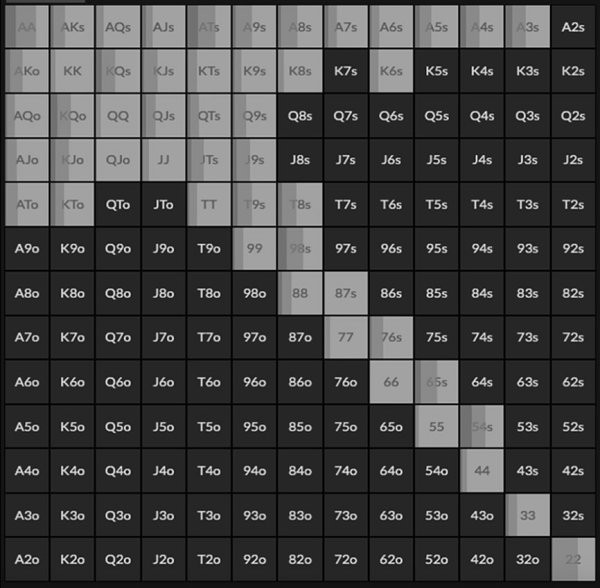 AA AKs AQs AJs ATs A9s A8s A7s A6s A5s A4s A3s A2s
AKo KK KQs KJs KTs K9s K8s K7s K6s K5s K4s K3s K2s
AQo KQo QQ QJs QTs Q9s Q8s Q7s Q6s Q5s Q4s Q3s Q2s
AJo KJo QJo JJ JTs J9s J8s J7s J6s J5s J4s J3s J2s
ATo KTo QTo JTo TT T9s T8s T7s T6s T5s T4s T3s T2s
A9o K9o Q9o J9o T9o 99 98s 97s 96s 95s 94s 93s 92s
A8o K8o Q8o J8o T8o 98o 88 87s 86s 85s 84s 83s 82s
A7o K7o Q7o J7o T7o 97o 87o 77 76s 75s 74s 73s 72s
A6o K6o Q6o J6o T6o 96o 86o 76o 66 65s 64s 63s 62s
A5o K5o Q5o J5o T5o 95o 85o 75o 65o 55 54s 53s 52s
A4o K4o Q4o J4o T4o 94o 84o 74o 64o 54o 44 43s 42s
A3o K3o Q3o J3o T3o 93o 83o 73o 63o 53o 43o 33 32s
A2o K2o Q2o J2o T2o 92o 82o 72o 62o 52o 42o 32o 22